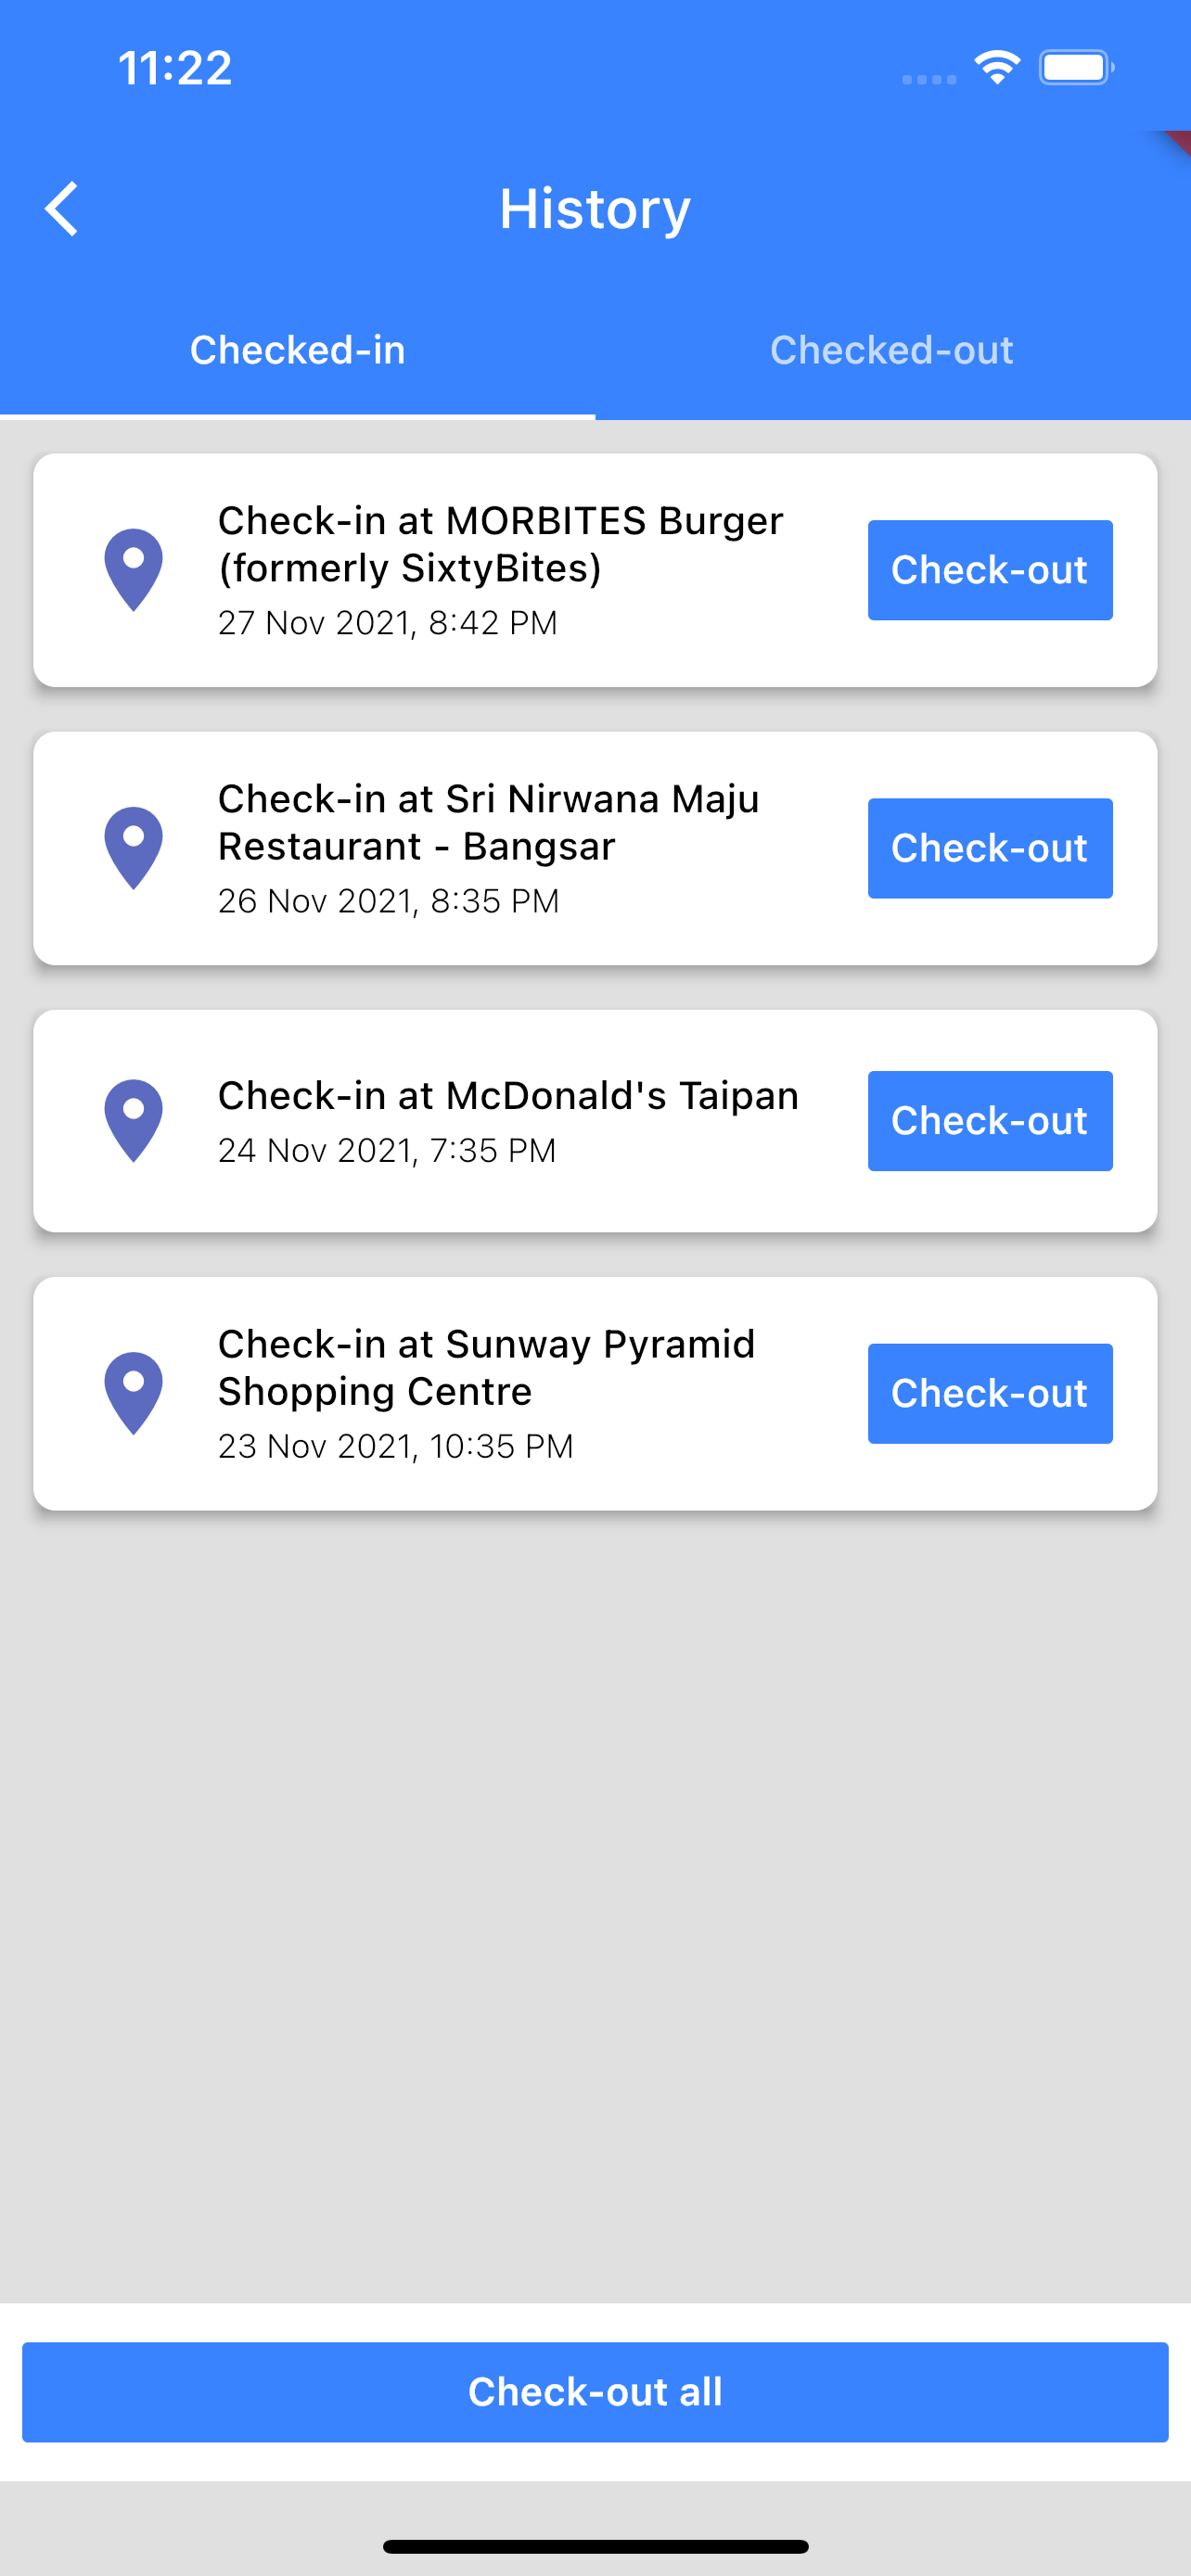 11:22
History
Checked-in
Checked-out
Check-in at MORBITES Burger
(formerly SixtyBites)
27 Nov 2021, 8:42 PM
Check-out
Check-in at Sri Nirwana Maju
Restaurant - Bangsar
26 Nov 2021, 8:35 PM
Check-out
Check-in at McDonald's Taipan
24 Nov 2021, 7:35 PM
Check-out
Check-in at Sunway Pyramid
Shopping Centre
23 Nov 2021, 10:35 PM
Check-out
Check-out all